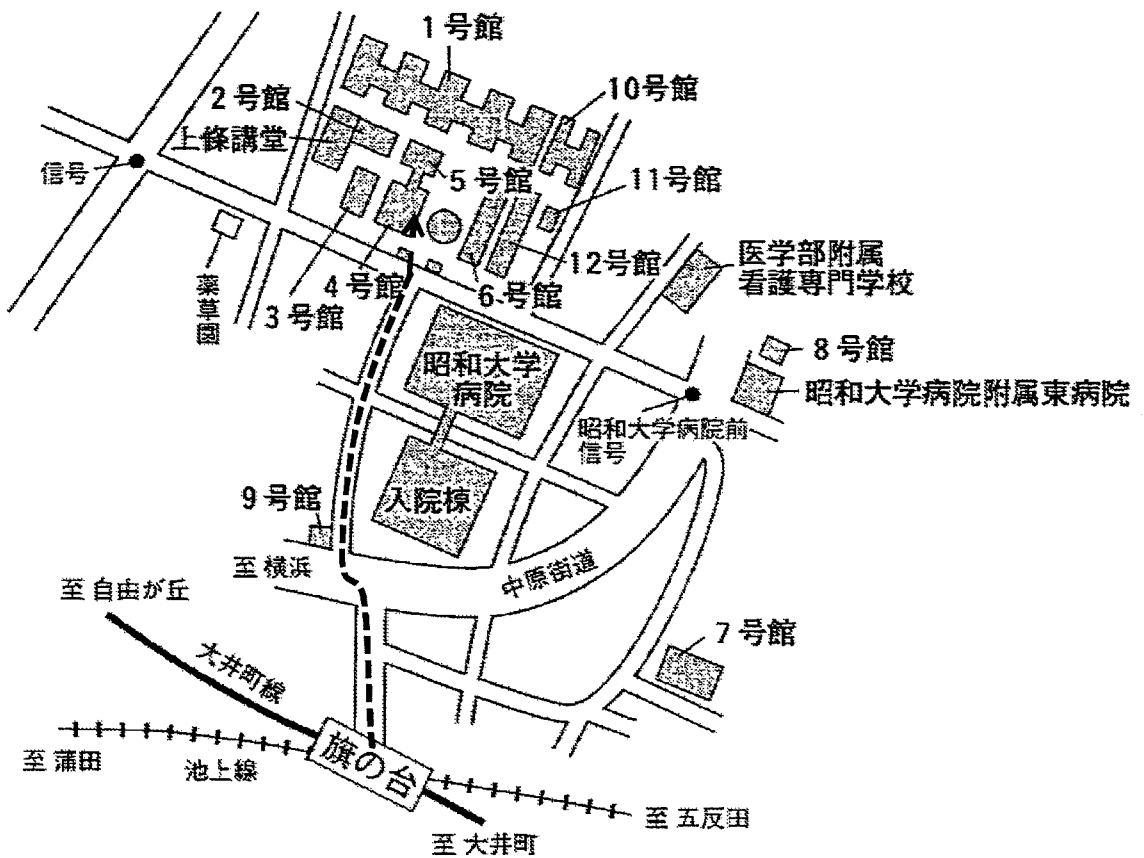 1号館
2号館
10号館
上條講堂
信号
5号館
11号館
12号館
医学部附属
看護専門学校
薬草園
4号館
6号館
3号館
8号館
昭和大学
病院
昭和大学病院附属東病院
昭和大学病院前
信号
入院棟
9号館
至 横浜
中原街道
至 自由が丘
7号館
大井町線
旗の台
至 蒲田
池上線
至 五反田
至 大井町